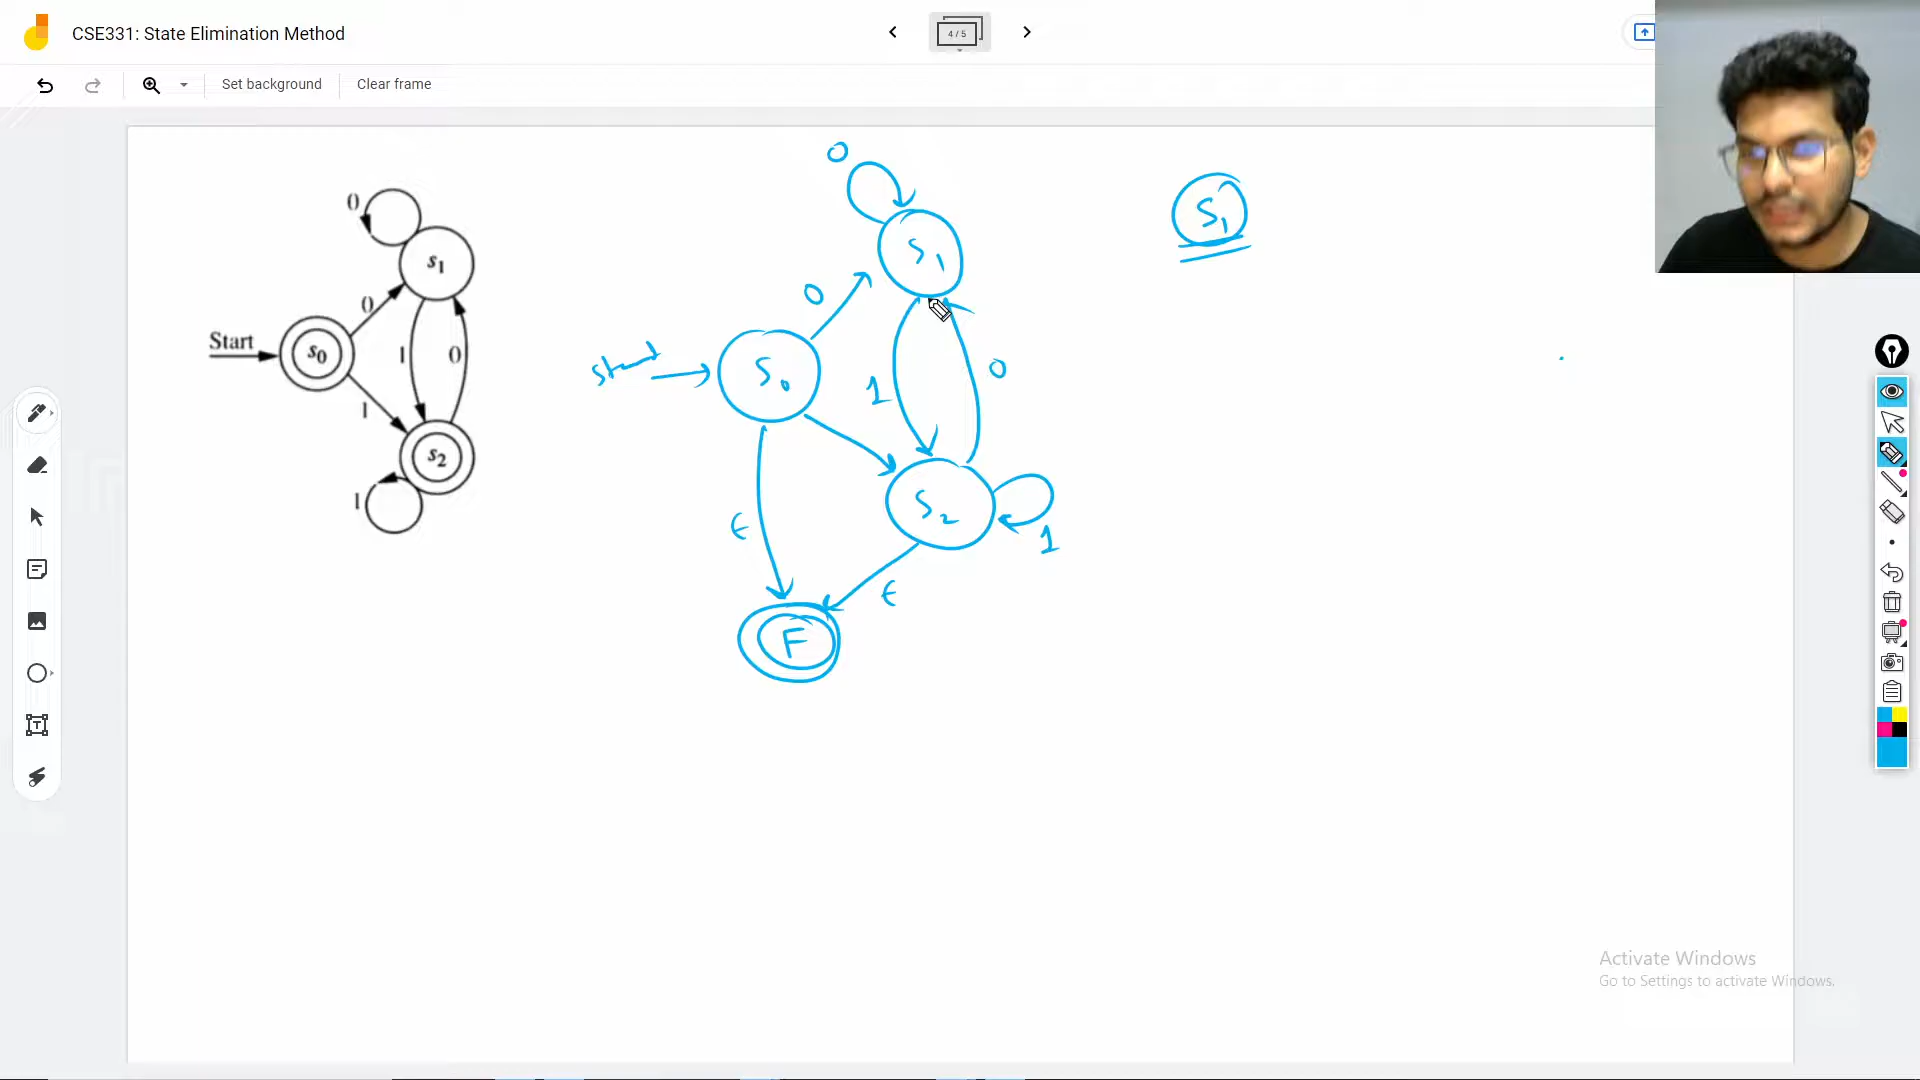 CSE331: State Elimination Method
4 / 5
Set background
Clear frame
0
s1
0
Start
s0
1
0
1
s2
1
0
S1
0
start
S0
1
0
S2
1
ϵ
ϵ
F
S1
T
Activate Windows
Go to Settings to activate Windows.